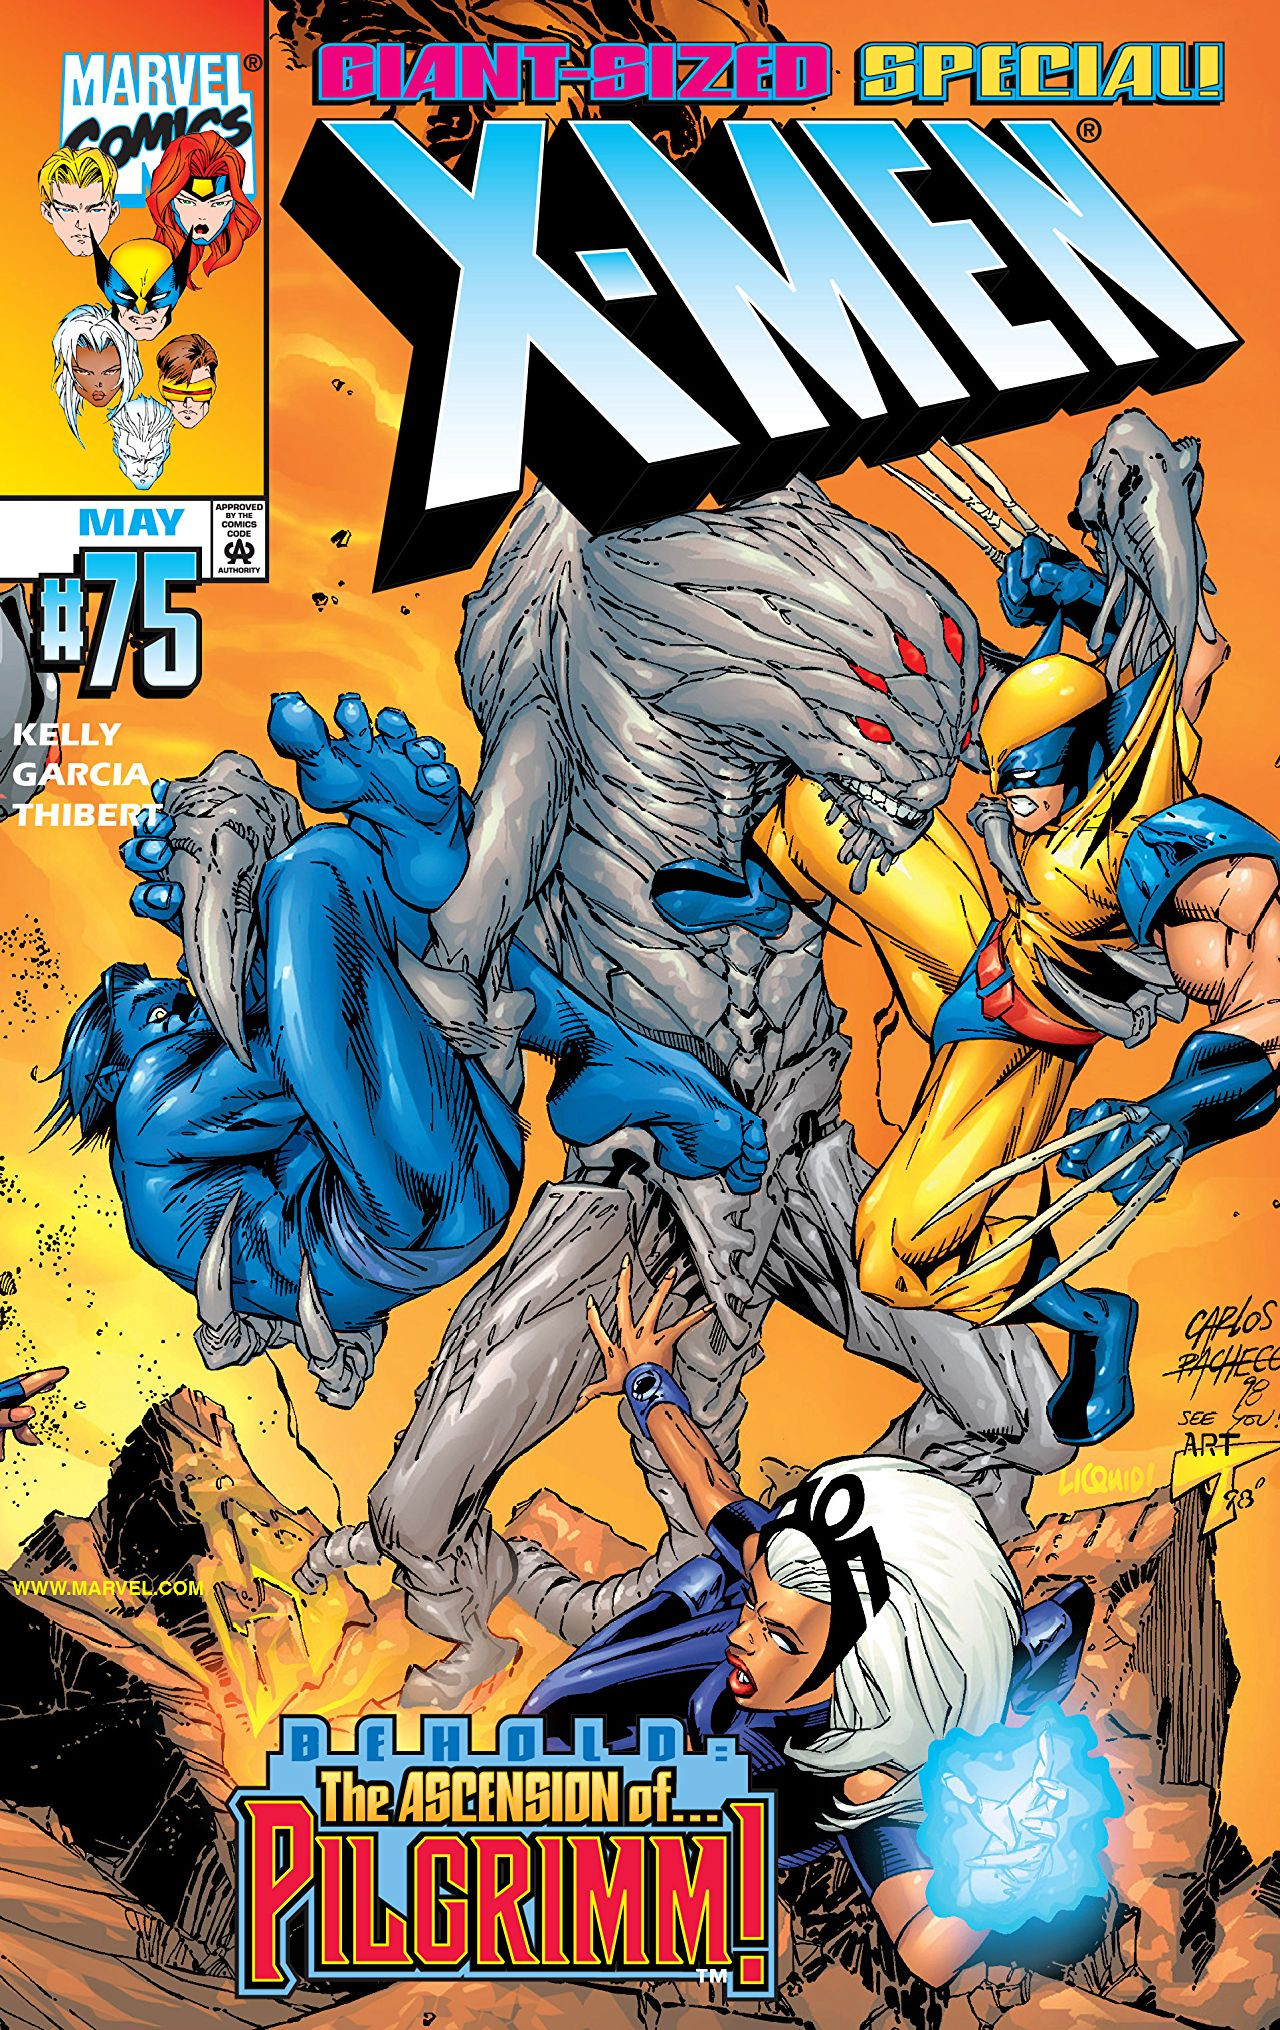 GIANT-SIZED SPECIAL!
MARVEL®
COMICS
X-MEN®
MAY
APPROVED
BY THE
COMICS
CODE
AUTHORITY
#75
KELLY
GARCIA
THIBERT
CARLOS
PACHECO
98
SEE YOU!
ART
LIQUID!
98
WWW.MARVEL.COM
BEHOLD:
The ASCENSION of...
PILGRIMM!™